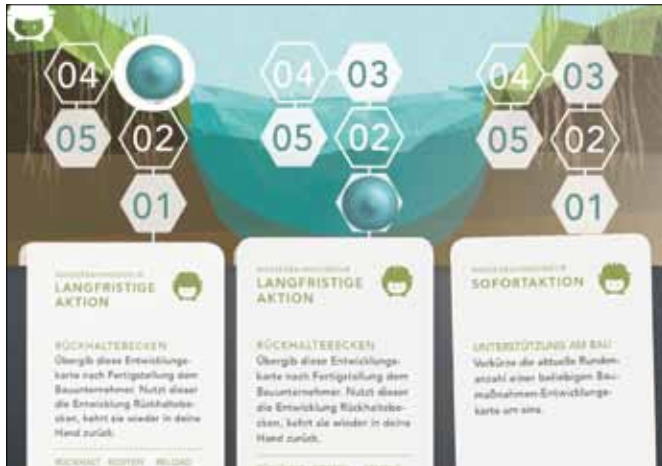 04
05 02
01
04 03
05 02
04 03
05 02
01
LANGFRISTIGE
AKTION
RÜCKHALTEBECKEN
Übergib diese Entwicklungs-
karte nach Fertigstellung dem
Bauunternehmer. Nutzt dieser
die Entwicklung Rückhaltebe-
cken, kehrt sie wieder in deine
Hand zurück.
RÜCKHALT KOSTEN RELOAD
LANGFRISTIGE
AKTION
RÜCKHALTEBECKEN
Übergib diese Entwicklungs-
karte nach Fertigstellung dem
Bauunternehmer. Nutzt dieser
die Entwicklung Rückhaltebe-
cken, kehrt sie wieder in deine
Hand zurück.
SOFORTAKTION
UNTERSTÜTZUNG AM BAU
Verkürze die aktuelle Runden-
anzahl einer beliebigen Bau-
maßnahmen-Entwicklungs-
karte um eins.